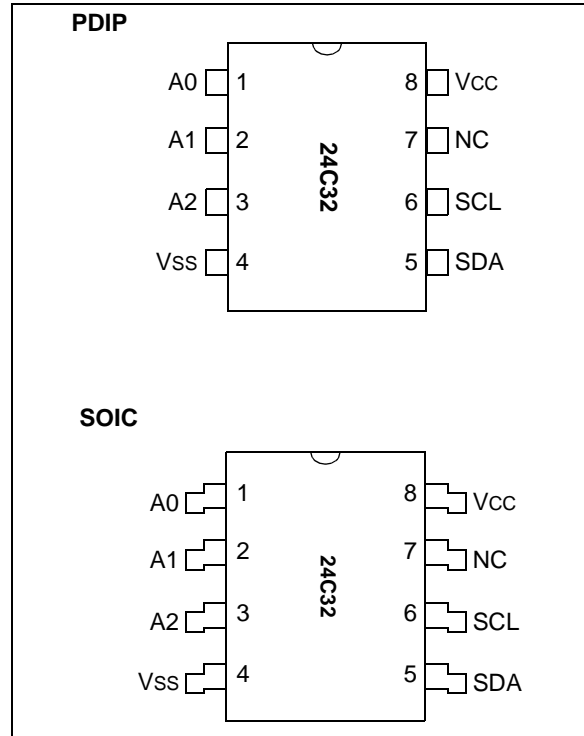 PDIP
A0 1 8 VCC
A1 2 7 NC
24C32
A2 3 6 SCL
VSS 4 5 SDA
SOIC
A0 1 8 VCC
A1 2 7 NC
24C32
A2 3 6 SCL
VSS 4 5 SDA